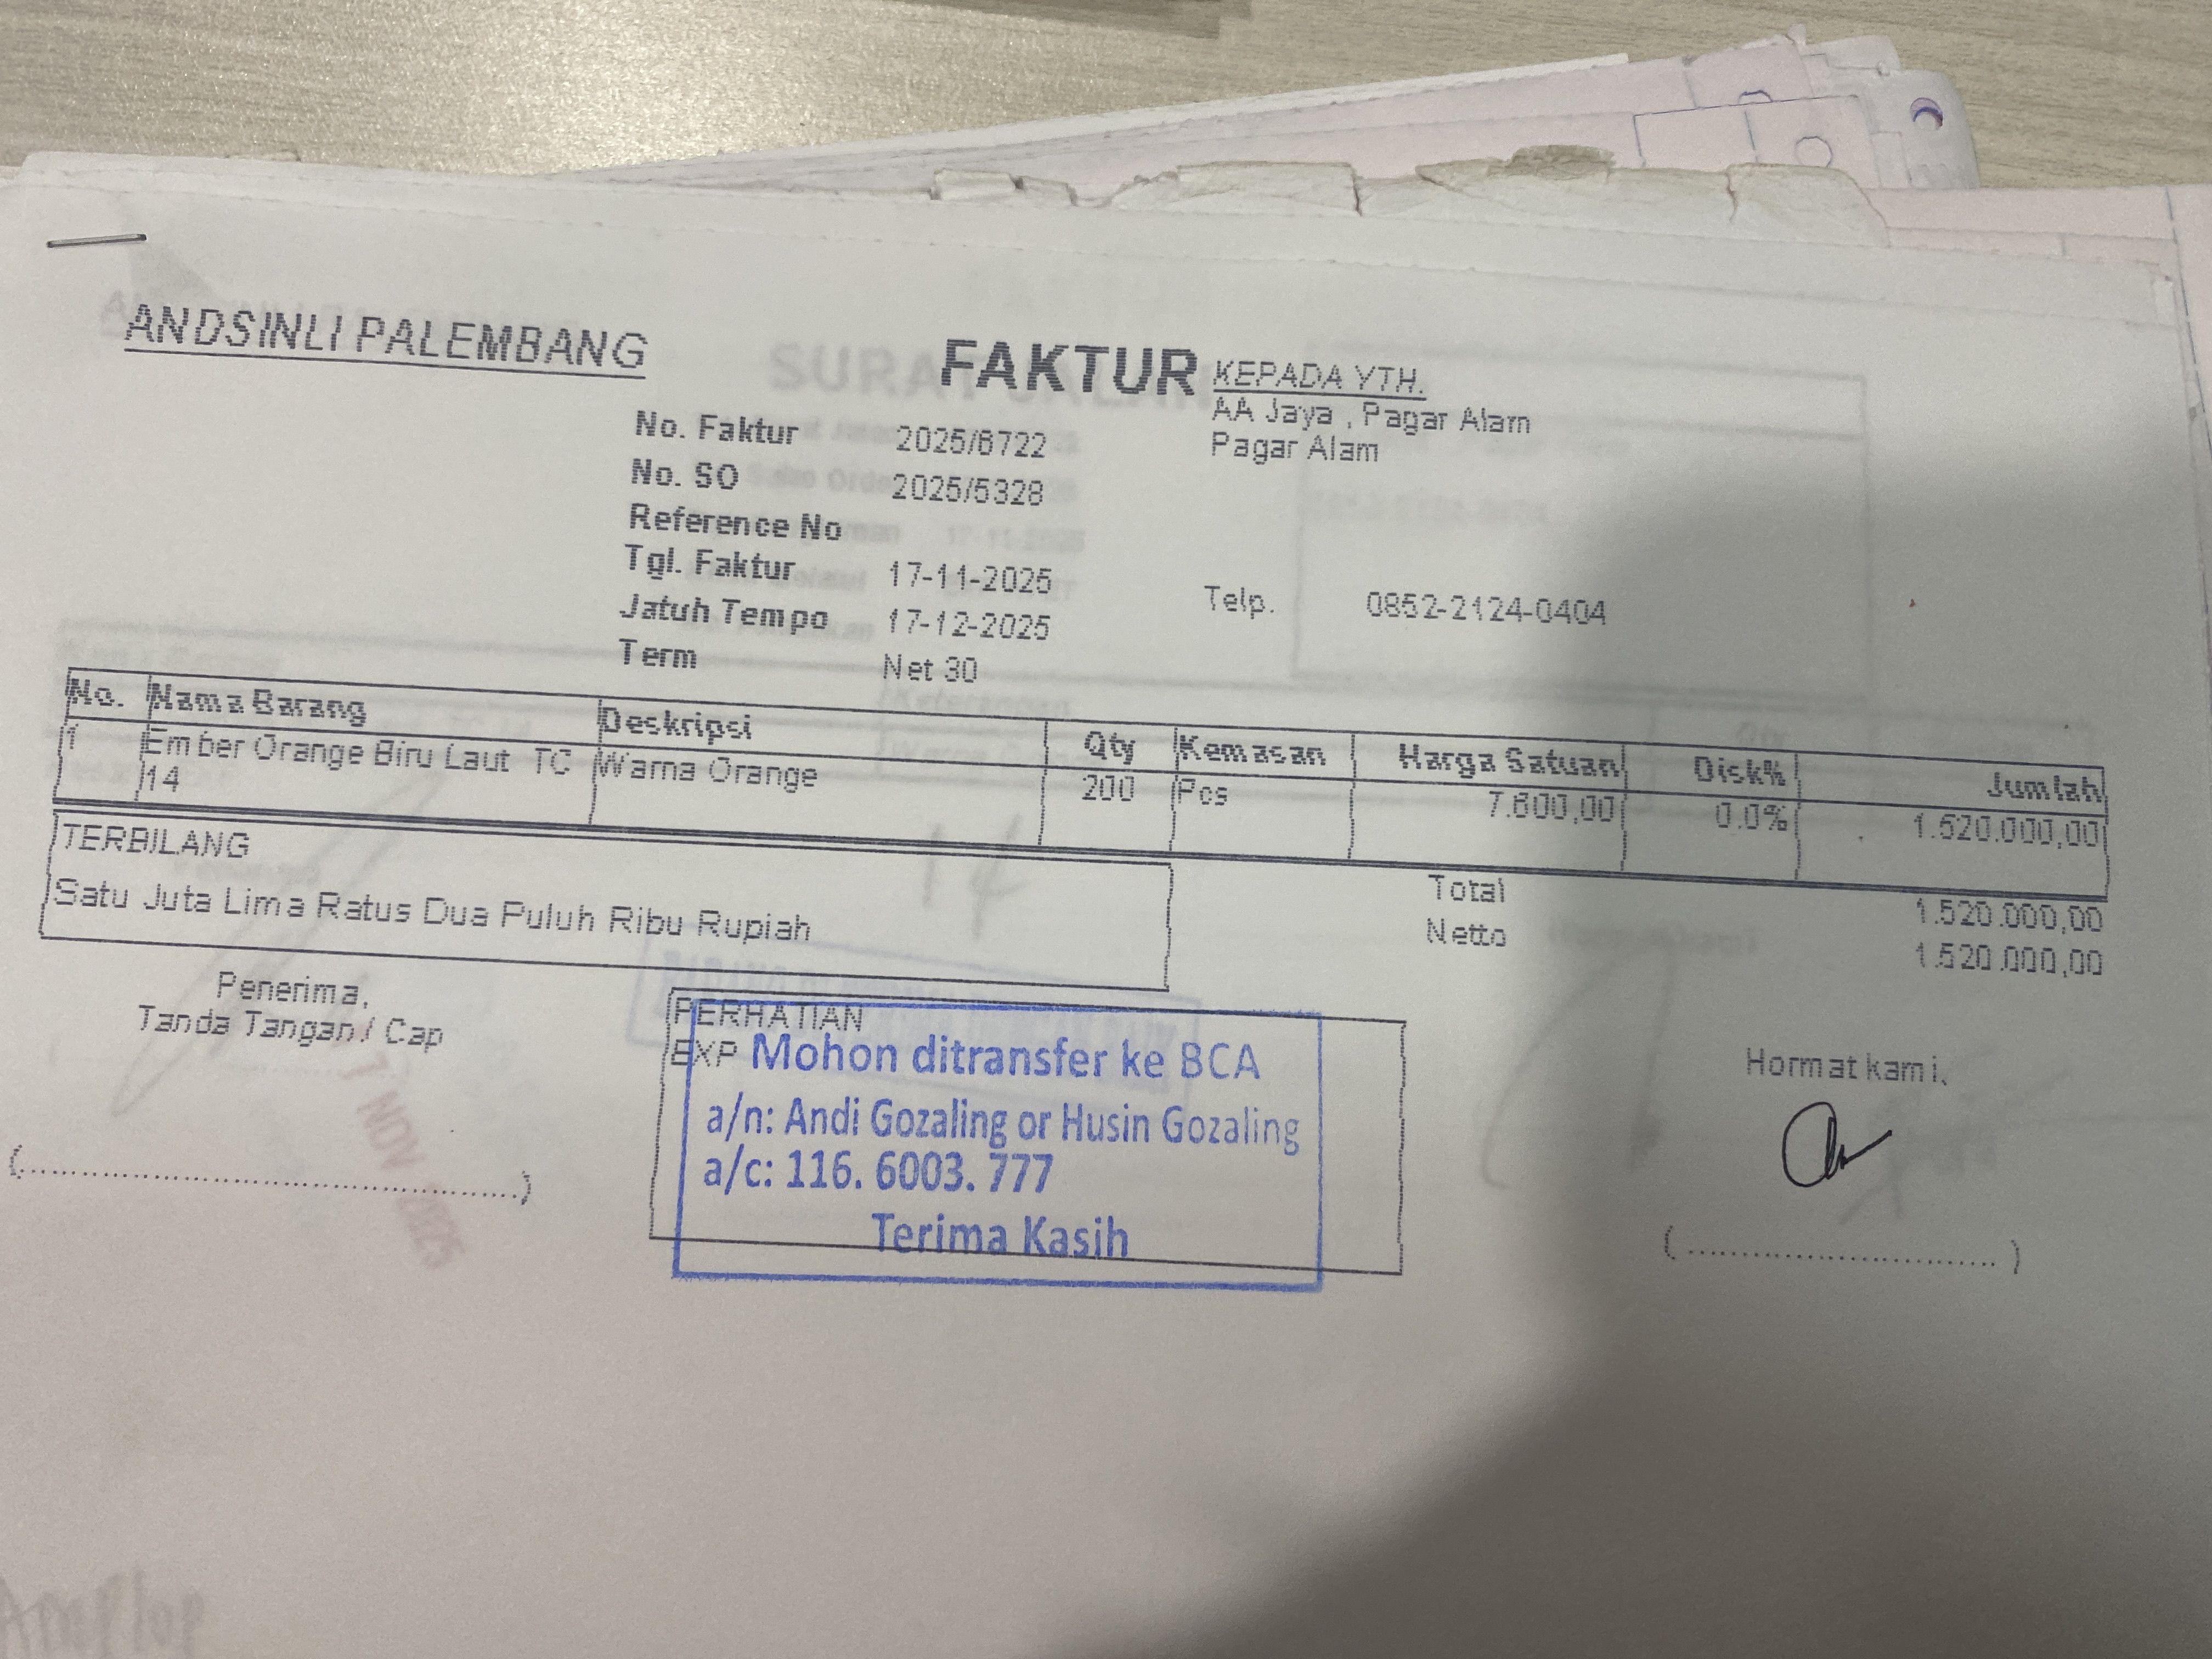 ANDSINLI PALEMBANG
FAKTUR
KEPADA YTH.
AA Jaya , Pagar Alam
Pagar Alam
No. Faktur 2025/6722
No. SO 2025/5328
Reference No
Tgl. Faktur 17-11-2025
Jatuh Tempo 17-12-2025
Term Net 30
Telp. 0852-2124-0404
No. Nama Barang Deskripsi Qty Kemasan Harga Satuan Disk% Jumlah
1 Ember Orange Biru Laut TC Warna Orange 200 Pcs 7.600,00 0.0% 1.520.000,00
14
TERBILANG
Satu Juta Lima Ratus Dua Puluh Ribu Rupiah
Total 1.520.000,00
Netto 1.520.000,00
Penerima,
Tanda Tangan / Cap
PERHATIAN
EXP
Mohon ditransfer ke BCA
a/n: Andi Gozaling or Husin Gozaling
a/c: 116. 6003. 777
Terima Kasih
Hormat kami,
(................................................)
( .............................. )
14
17 NOV 2025
Amplop